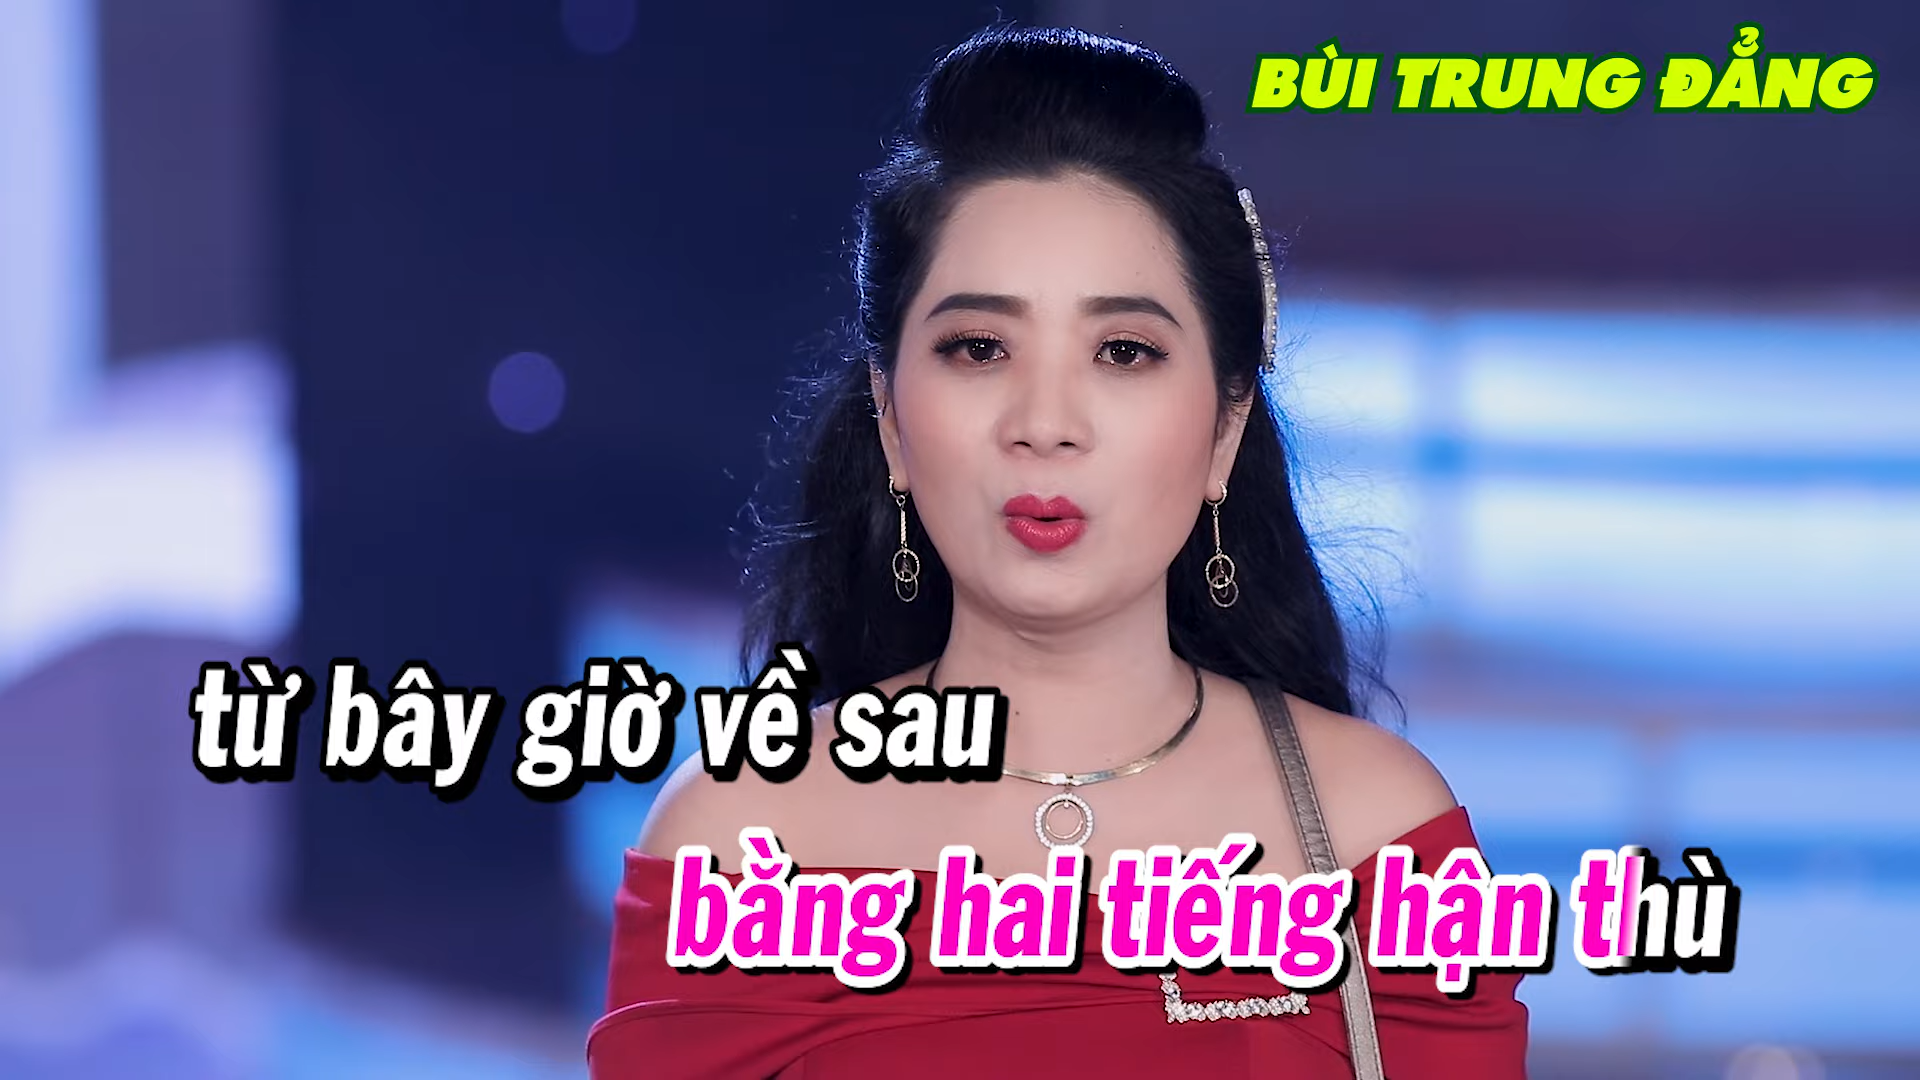 BÙI TRUNG ĐẲNG
từ bây giờ về sau
bằng hai tiếng hận thù